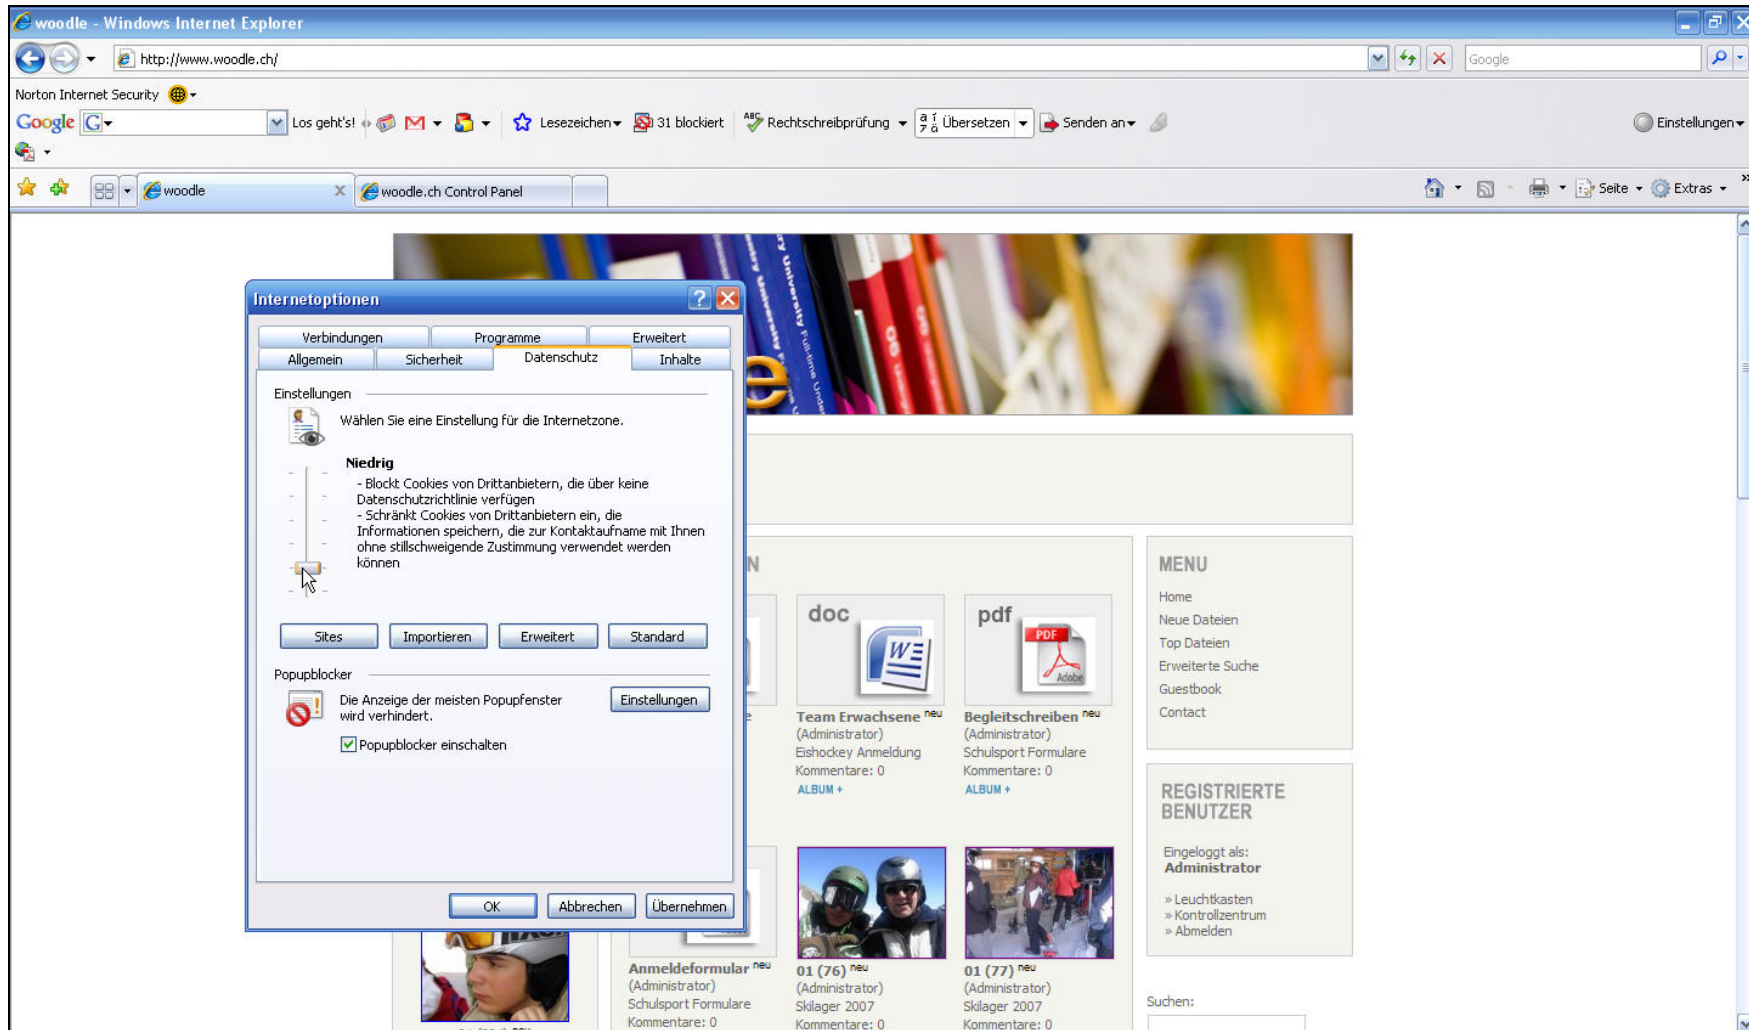 woodle - Windows Internet Explorer
http://www.woodle.ch/
Google
Norton Internet Security
Google G Los geht's! Lesezeichen 31 blockiert ABC Rechtschreibprüfung Übersetzen Senden an Einstellungen
woodle
woodle.ch Control Panel
Seite Extras »
Internetoptionen
Verbindungen Programme Erweitert
Allgemein Sicherheit Datenschutz Inhalte
Einstellungen
Wählen Sie eine Einstellung für die Internetzone.
Niedrig
- Blockt Cookies von Drittanbietern, die über keine
Datenschutzrichtlinie verfügen
- Schränkt Cookies von Drittanbietern ein, die
Informationen speichern, die zur Kontaktaufname mit Ihnen
ohne stillschweigende Zustimmung verwendet werden
können
Sites Importieren Erweitert Standard
Popupblocker
Die Anzeige der meisten Popupfenster
wird verhindert.
Einstellungen
Popupblocker einschalten
OK Abbrechen Übernehmen
N
doc
pdf
PDF
Adobe
Team Erwachsene neu
(Administrator)
Eishockey Anmeldung
Kommentare: 0
ALBUM +
Begleitschreiben neu
(Administrator)
Schulsport Formulare
Kommentare: 0
ALBUM +
Anmeldeformular neu
(Administrator)
Schulsport Formulare
Kommentare: 0
01 (76) neu
(Administrator)
Skilager 2007
Kommentare: 0
01 (77) neu
(Administrator)
Skilager 2007
Kommentare: 0
MENU
Home
Neue Dateien
Top Dateien
Erweiterte Suche
Guestbook
Contact
REGISTRIERTE
BENUTZER
Eingeloggt als:
Administrator
» Leuchtkasten
» Kontrollzentrum
» Abmelden
Suchen: